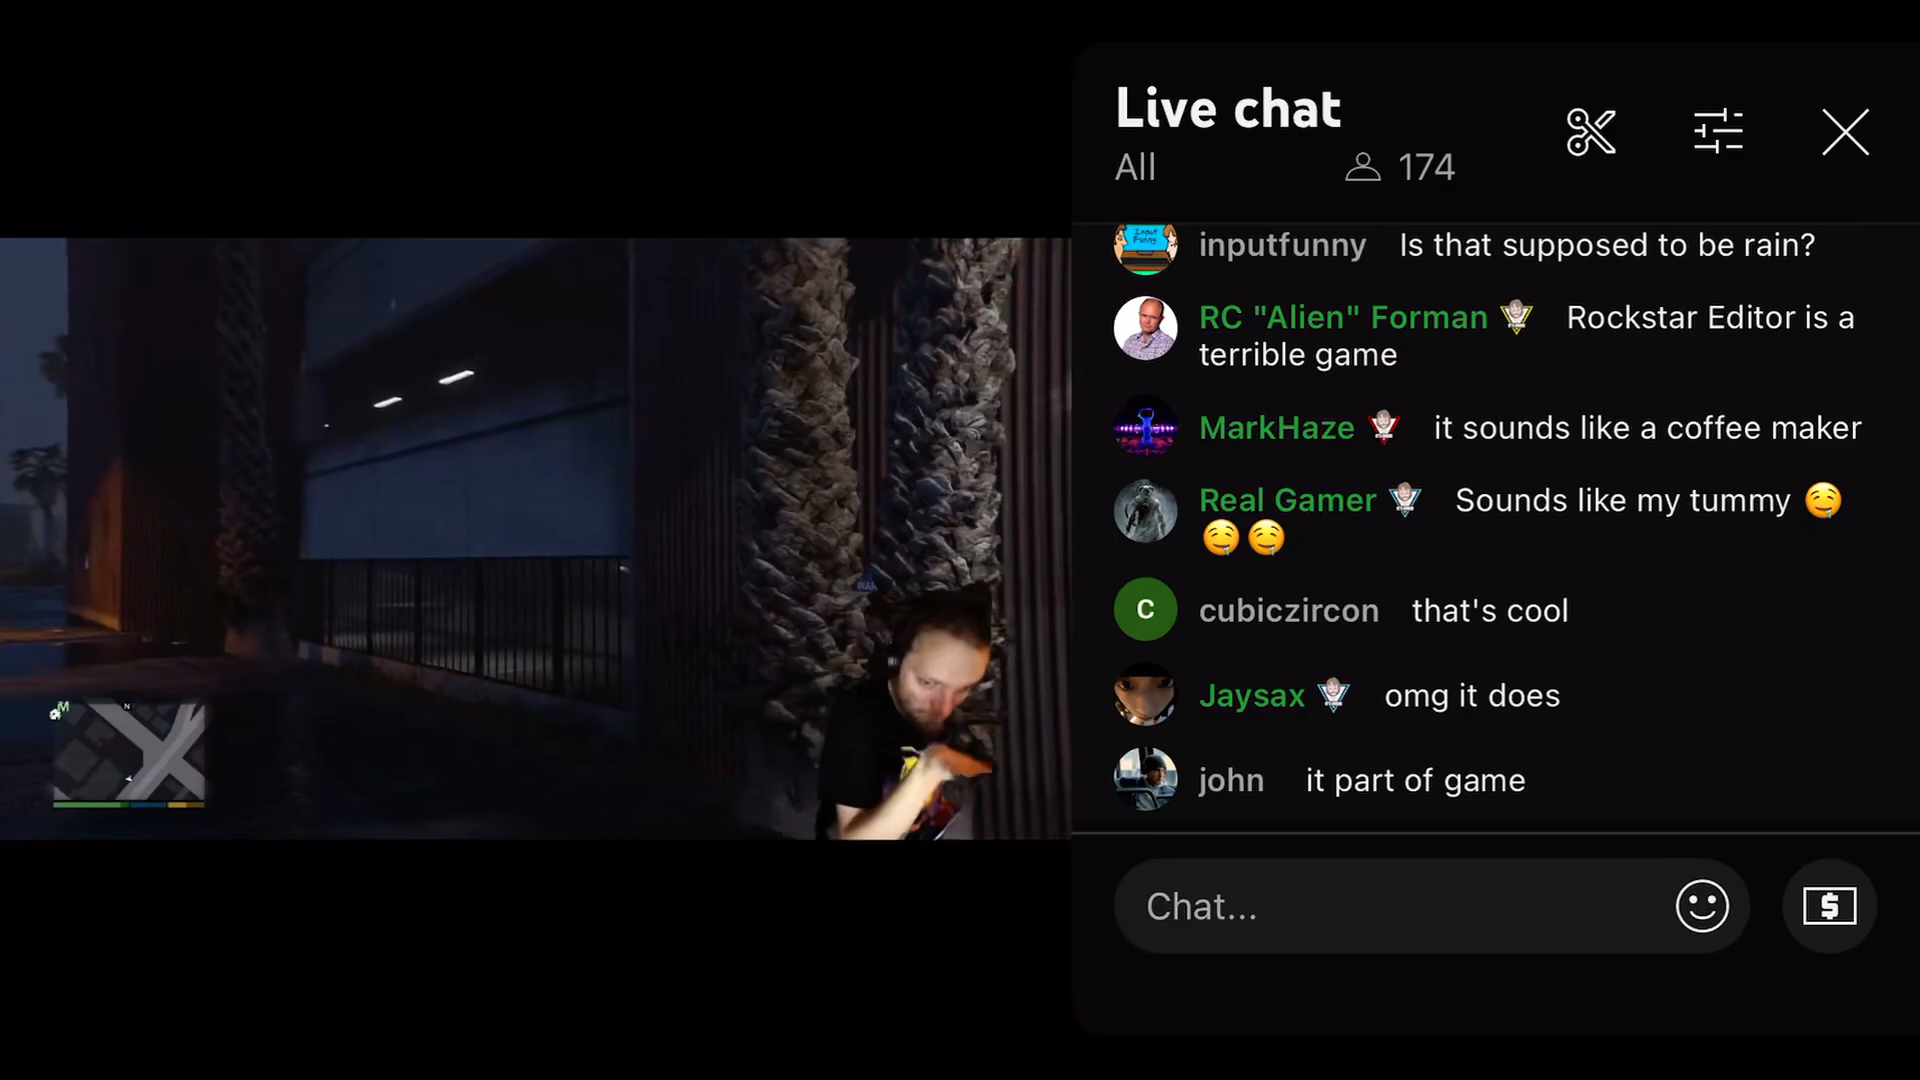 Live chat
All 174
inputfunny Is that supposed to be rain?
RC "Alien" Forman Rockstar Editor is a
terrible game
MarkHaze it sounds like a coffee maker
Real Gamer Sounds like my tummy 🤤
🤤🤤
C cubiczircon that's cool
Jaysax omg it does
john it part of game
Chat...
M
N
Input
Funny